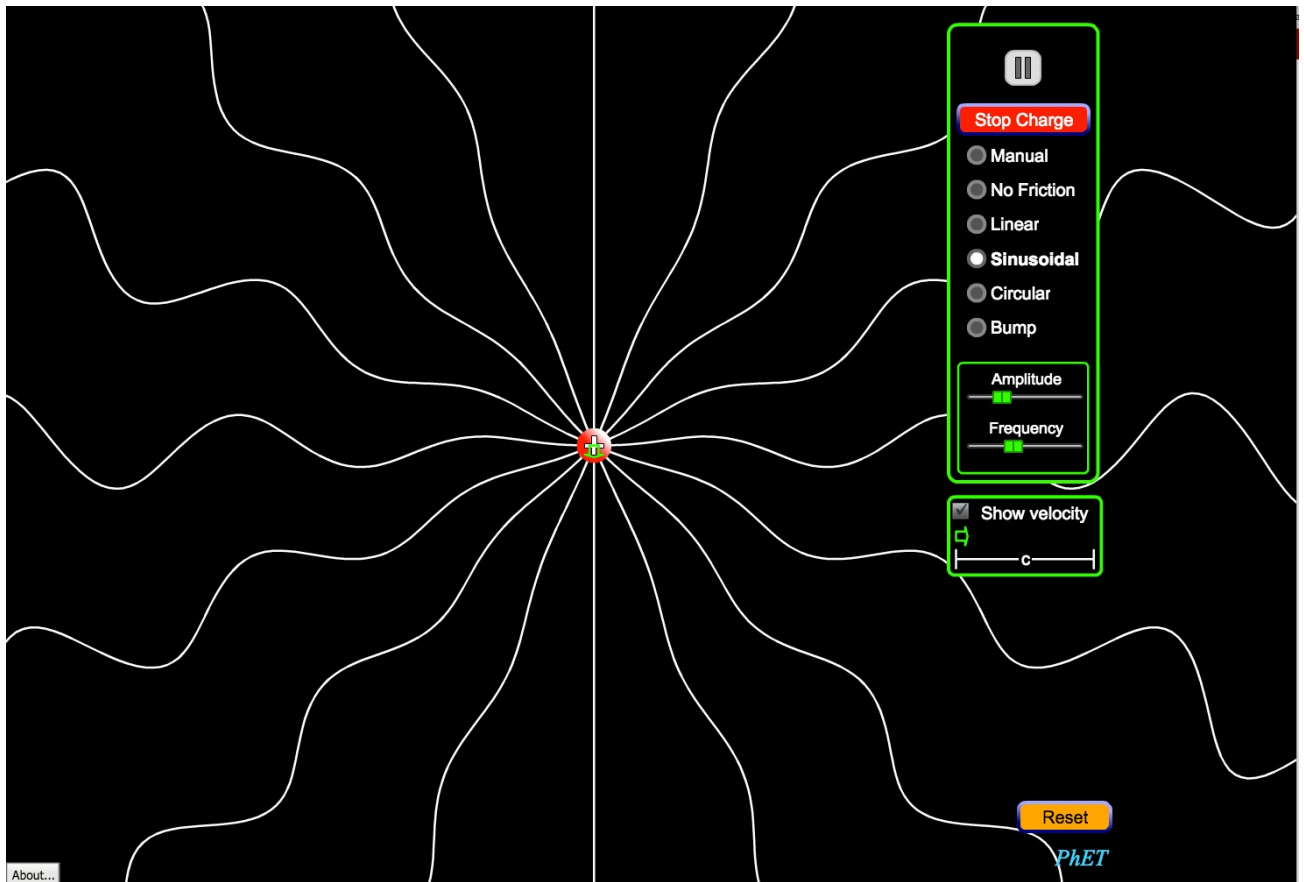 Stop Charge
Manual
No Friction
Linear
Sinusoidal
Circular
Bump
Amplitude
Frequency
Show velocity
c
Reset
PhET
About...